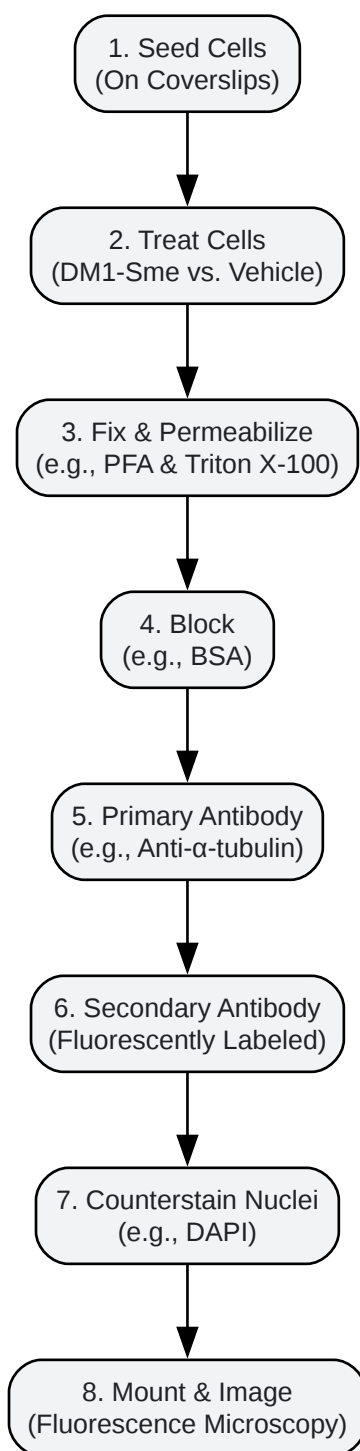 1. Seed Cells
(On Coverslips)
2. Treat Cells
(DM1-Sme vs. Vehicle)
3. Fix & Permeabilize
(e.g., PFA & Triton X-100)
4. Block
(e.g., BSA)
5. Primary Antibody
(e.g., Anti-α-tubulin)
6. Secondary Antibody
(Fluorescently Labeled)
7. Counterstain Nuclei
(e.g., DAPI)
8. Mount & Image
(Fluorescence Microscopy)